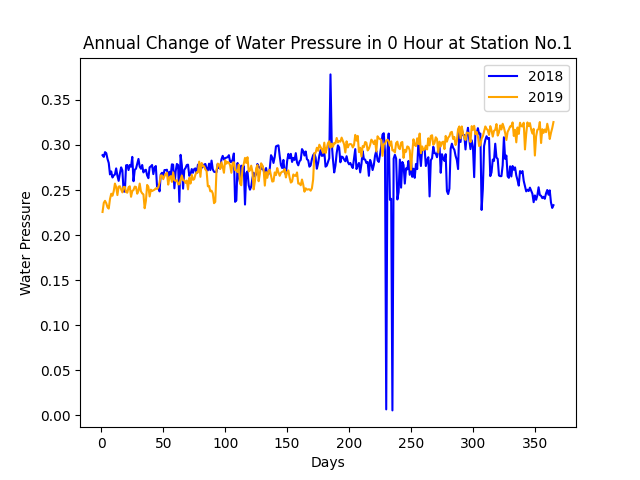 Annual Change of Water Pressure in 0 Hour at Station No.1
2018
2019
Water Pressure
0.35
0.30
0.25
0.20
0.15
0.10
0.05
0.00
0 50 100 150 200 250 300 350
Days